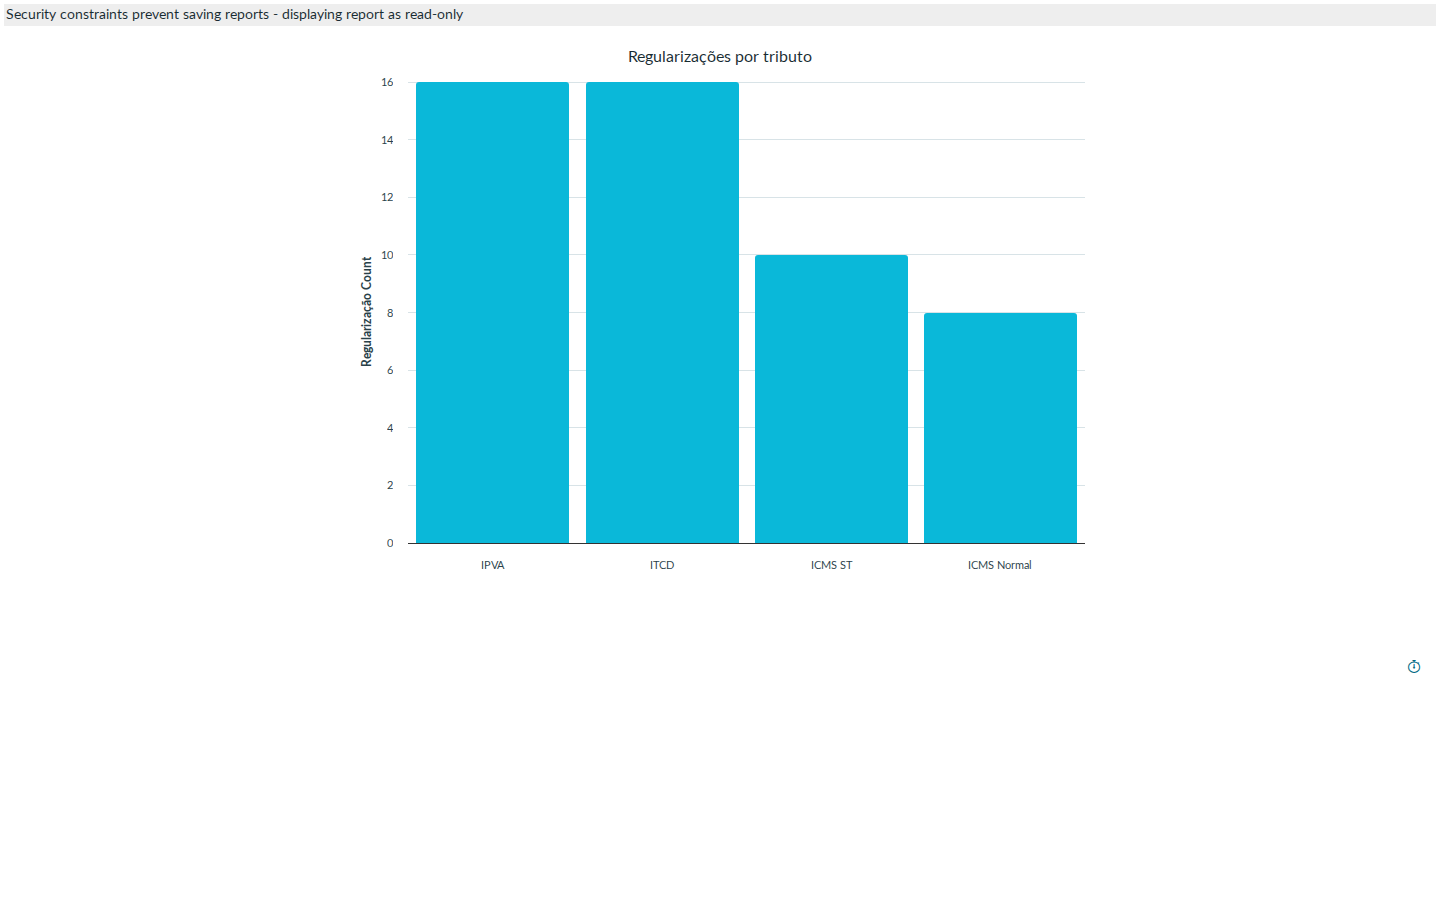 Security constraints prevent saving reports - displaying report as read-only
Regularizações por tributo
16
14
12
10
8
6
4
2
0
Regularização Count
IPVA
ITCD
ICMS ST
ICMS Normal